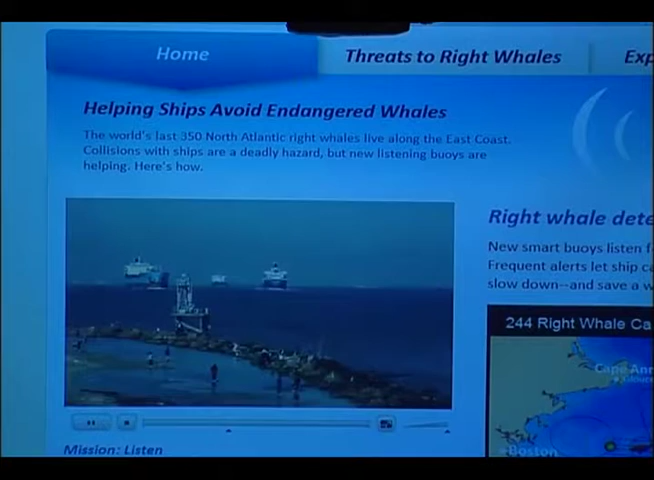 Home
Threats to Right Whales
Exp
Helping Ships Avoid Endangered Whales
The world's last 350 North Atlantic right whales live along the East Coast.
Collisions with ships are a deadly hazard, but new listening buoys are
helping. Here's how.
Right whale dete
New smart buoys listen f
Frequent alerts let ship ca
slow down--and save a w
244 Right Whale Ca
Cape Ann
Boston
Mission: Listen